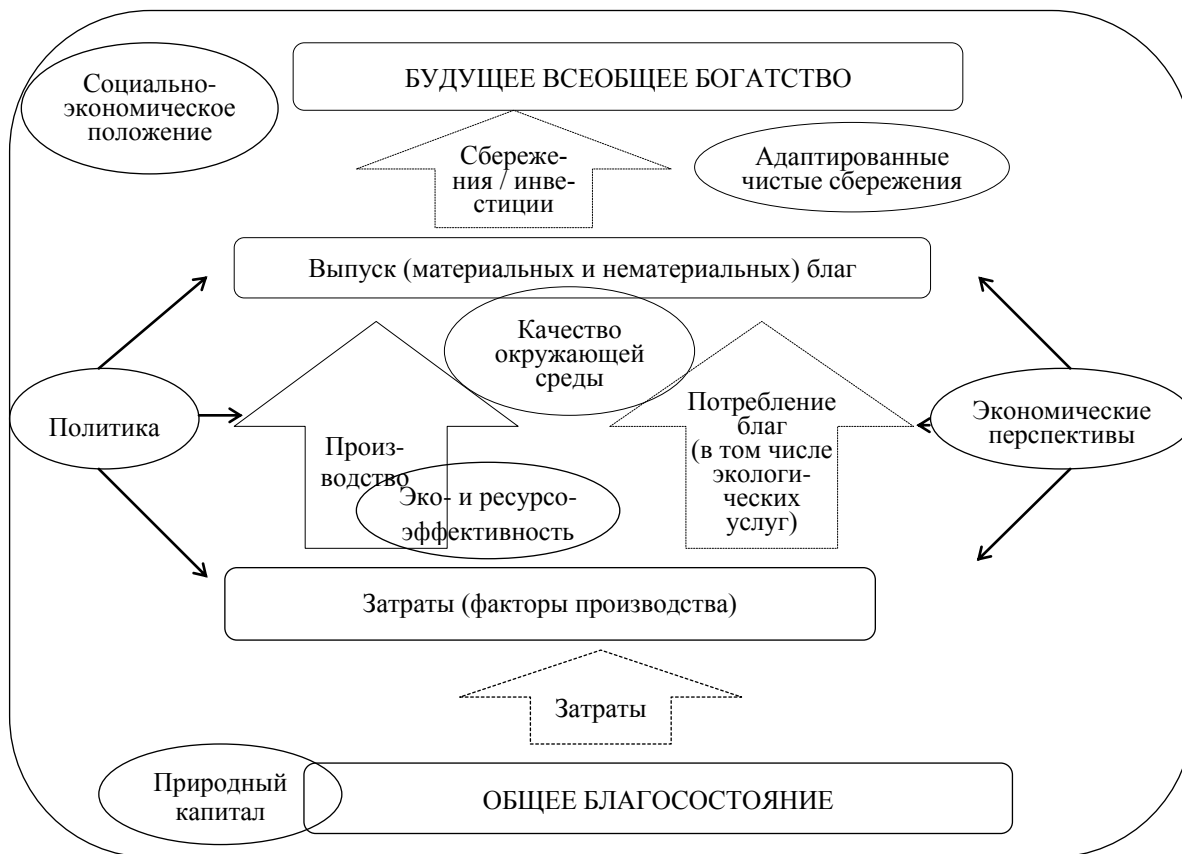 Социально-
экономическое
положение
БУДУЩЕЕ ВСЕОБЩЕЕ БОГАТСТВО
Сбереже-
ния / инве-
стиции
Адаптированные
чистые сбережения
Выпуск (материальных и нематериальных) благ
Качество
окружающей
среды
Политика
Произ-
водство
Потребление
благ
(в том числе
экологи-
ческих
услуг)
Экономические
перспективы
Эко- и ресурсо-
эффективность
Затраты (факторы производства)
Затраты
Природный
капитал
ОБЩЕЕ БЛАГОСОСТОЯНИЕ